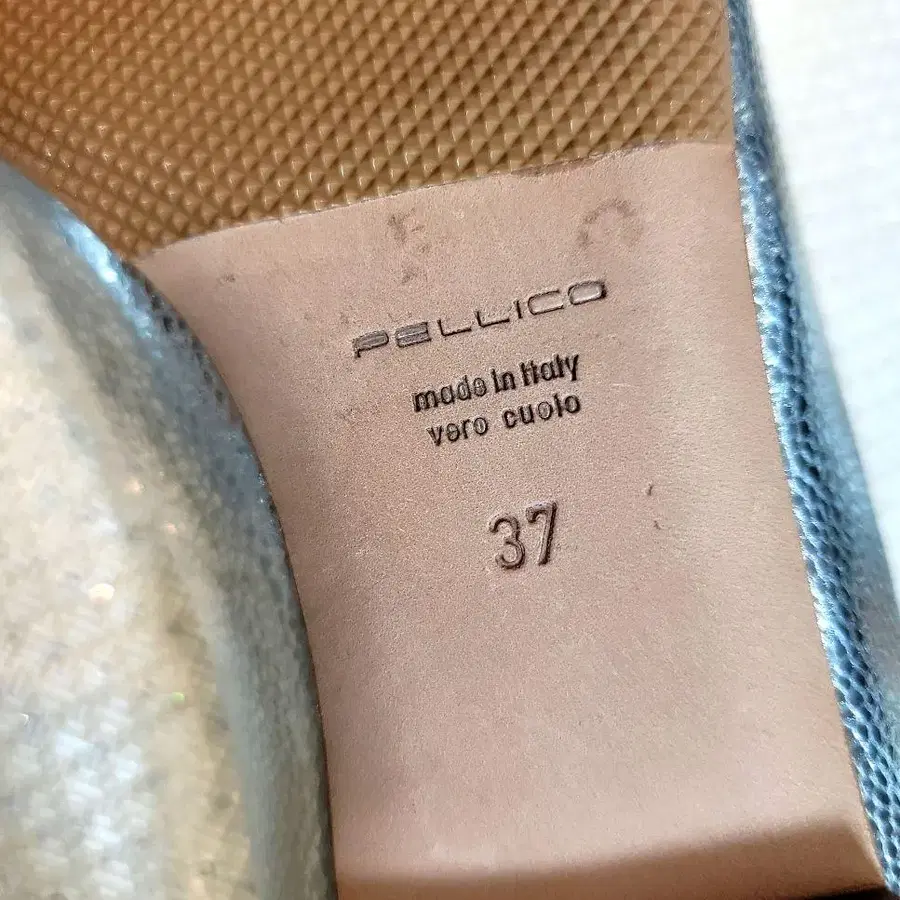 PELLICO
made in Italy
vero cuoio
37